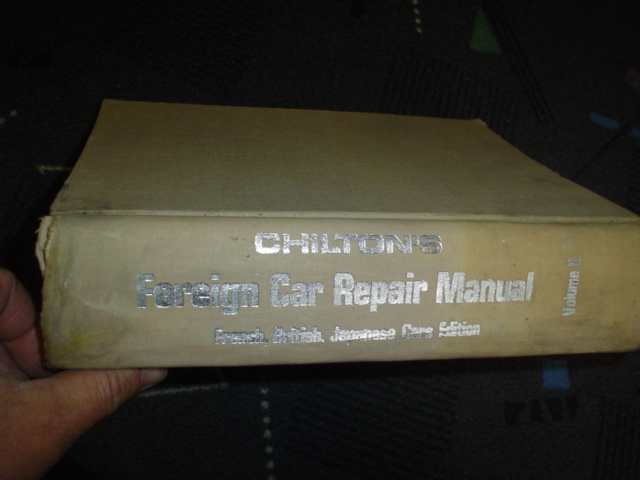 CHILTON'S
Foreign Car Repair Manual
French, British, Japanese Cars Edition
Volume II